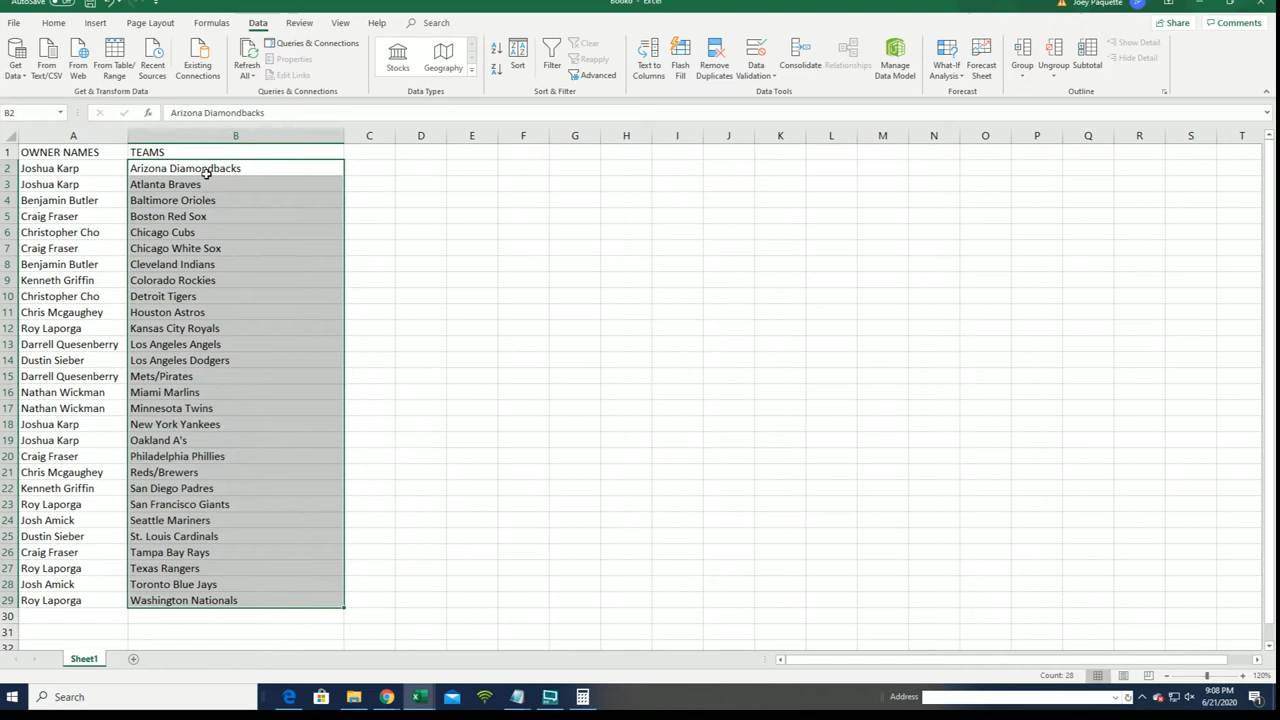 AutoSave
Book6 - Excel
Joey Paquette
JP
File Home Insert Page Layout Formulas Data Review View Help Search
Share Comments
Get Data
From Text/CSV
From Web
From Table/ Range
Recent Sources
Existing Connections
Get & Transform Data
Refresh All
Queries & Connections
Properties
Edit Links
Queries & Connections
Stocks
Geography
Data Types
Sort
Filter
Clear
Reapply
Advanced
Sort & Filter
Text to Columns
Flash Fill
Remove Duplicates
Data Validation
Consolidate
Relationships
Manage Data Model
Data Tools
What-If Analysis
Forecast Sheet
Forecast
Group
Ungroup
Subtotal
Show Detail
Hide Detail
Outline
B2 fx Arizona Diamondbacks
A B C D E F G H I J K L M N O P Q R S T
1 OWNER NAMES TEAMS
2 Joshua Karp Arizona Diamondbacks
3 Joshua Karp Atlanta Braves
4 Benjamin Butler Baltimore Orioles
5 Craig Fraser Boston Red Sox
6 Christopher Cho Chicago Cubs
7 Craig Fraser Chicago White Sox
8 Benjamin Butler Cleveland Indians
9 Kenneth Griffin Colorado Rockies
10 Christopher Cho Detroit Tigers
11 Chris Mcgaughey Houston Astros
12 Roy Laporga Kansas City Royals
13 Darrell Quesenberry Los Angeles Angels
14 Dustin Sieber Los Angeles Dodgers
15 Darrell Quesenberry Mets/Pirates
16 Nathan Wickman Miami Marlins
17 Nathan Wickman Minnesota Twins
18 Joshua Karp New York Yankees
19 Joshua Karp Oakland A's
20 Craig Fraser Philadelphia Phillies
21 Chris Mcgaughey Reds/Brewers
22 Kenneth Griffin San Diego Padres
23 Roy Laporga San Francisco Giants
24 Josh Amick Seattle Mariners
25 Dustin Sieber St. Louis Cardinals
26 Craig Fraser Tampa Bay Rays
27 Roy Laporga Texas Rangers
28 Josh Amick Toronto Blue Jays
29 Roy Laporga Washington Nationals
30
31
32
Sheet1
Count: 28 120%
Search
Address
9:08 PM
6/21/2020